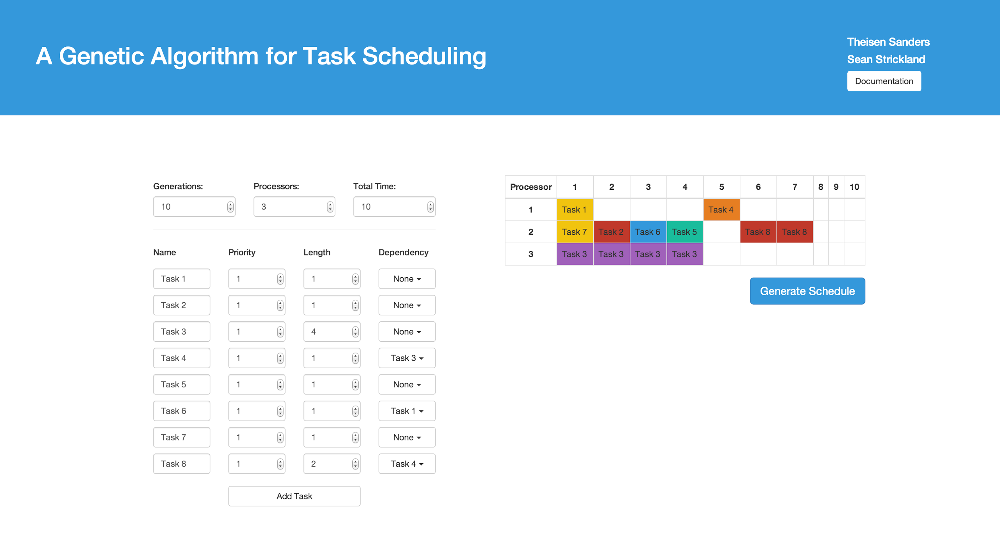 A Genetic Algorithm for Task Scheduling
Theisen Sanders
Sean Strickland
Documentation
Generations: Processors: Total Time:
10 3 10
Name Priority Length Dependency
Task 1 1 1 None
Task 2 1 1 None
Task 3 1 4 None
Task 4 1 1 Task 3
Task 5 1 1 None
Task 6 1 1 Task 1
Task 7 1 1 None
Task 8 1 2 Task 4
Add Task
Processor 1 2 3 4 5 6 7 8 9 10
1 Task 1 Task 4
2 Task 7 Task 2 Task 6 Task 5 Task 8 Task 8
3 Task 3 Task 3 Task 3 Task 3
Generate Schedule